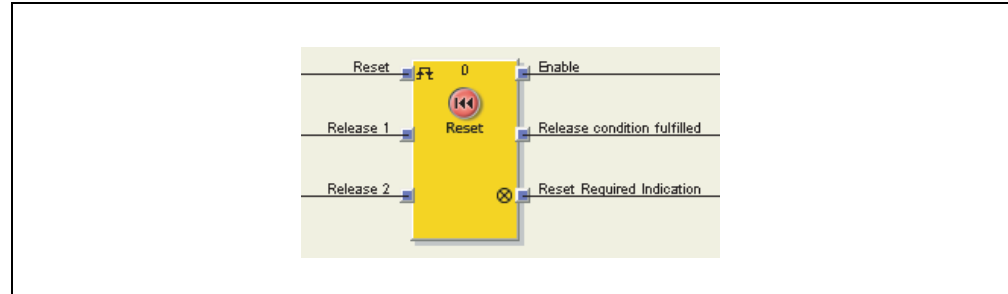 Reset
0
Enable
Release 1
Reset
Release condition fulfilled
Release 2
Reset Required Indication